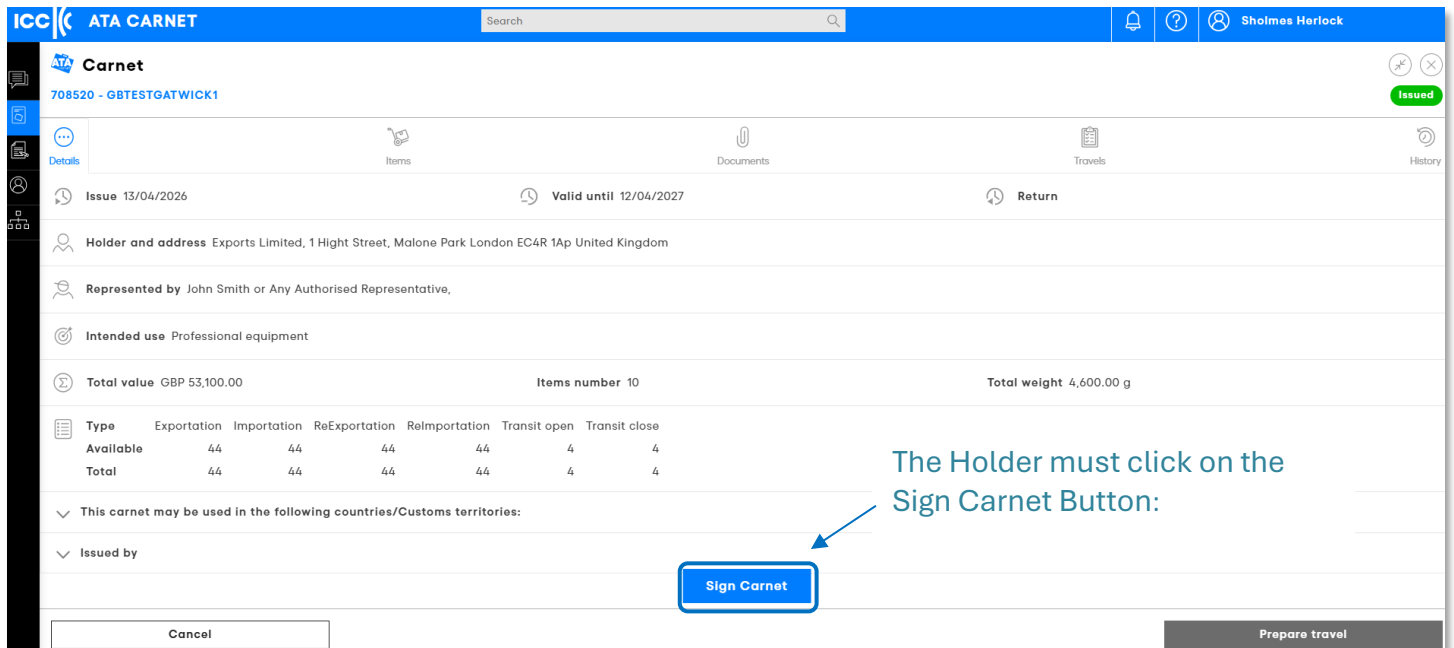 ICC ATA CARNET
Search
Sholmes Herlock
ATA Carnet
708520 - GBTESTGATWICK1
Issued
Details Items Documents Travels History
Issue 13/04/2026 Valid until 12/04/2027 Return
Holder and address Exports Limited, 1 Hight Street, Malone Park London EC4R 1Ap United Kingdom
Represented by John Smith or Any Authorised Representative,
Intended use Professional equipment
Total value GBP 53,100.00 Items number 10 Total weight 4,600.00 g
Type Exportation Importation ReExportation ReImportation Transit open Transit close
Available 44 44 44 44 4 4
Total 44 44 44 44 4 4
The Holder must click on the
Sign Carnet Button:
This carnet may be used in the following countries/Customs territories:
Issued by
Sign Carnet
Cancel Prepare travel